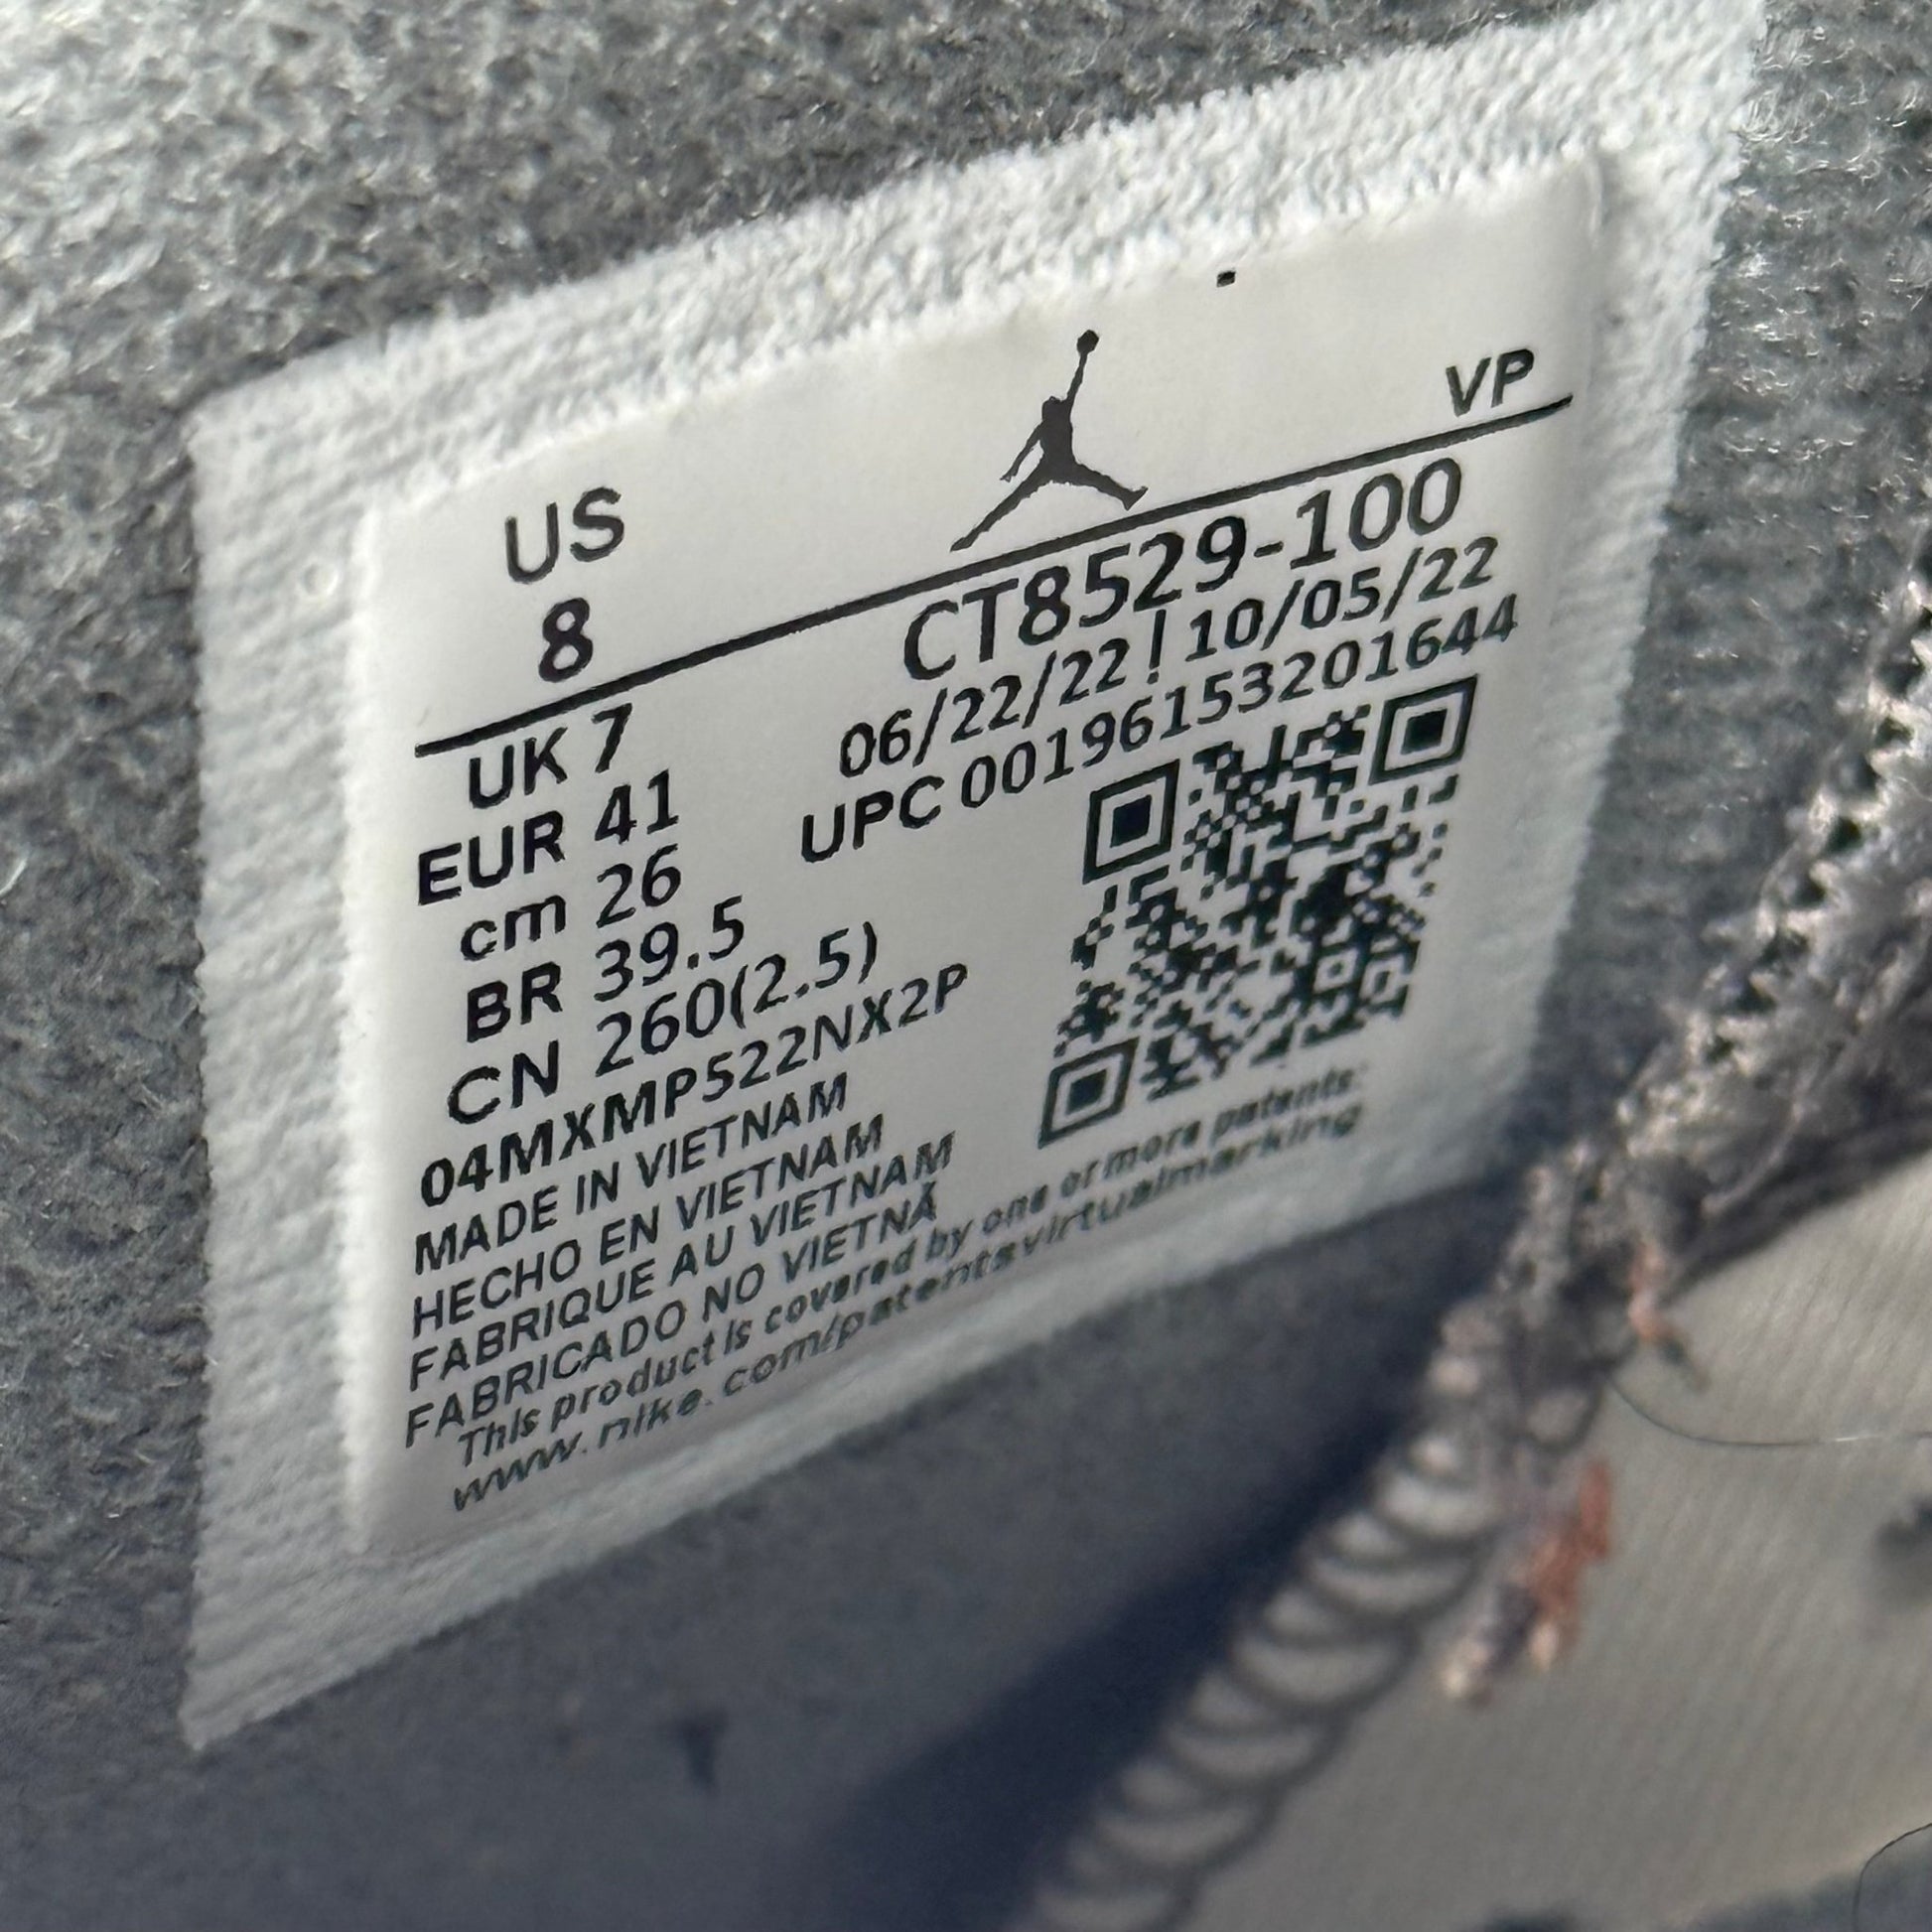 US
8
VP
CT8529-100
06/22/22 ! 10/05/22
UPC 00196153201644
UK 7
EUR 41
cm 26
BR 39.5
CN 260(2.5)
04MXMP522NX2P
MADE IN VIETNAM
HECHO EN VIETNAM
FABRIQUE AU VIETNAM
FABRICADO NO VIETNÃ
This product is covered by one or more patents:
www.nike.com/patentsvirtualmarking